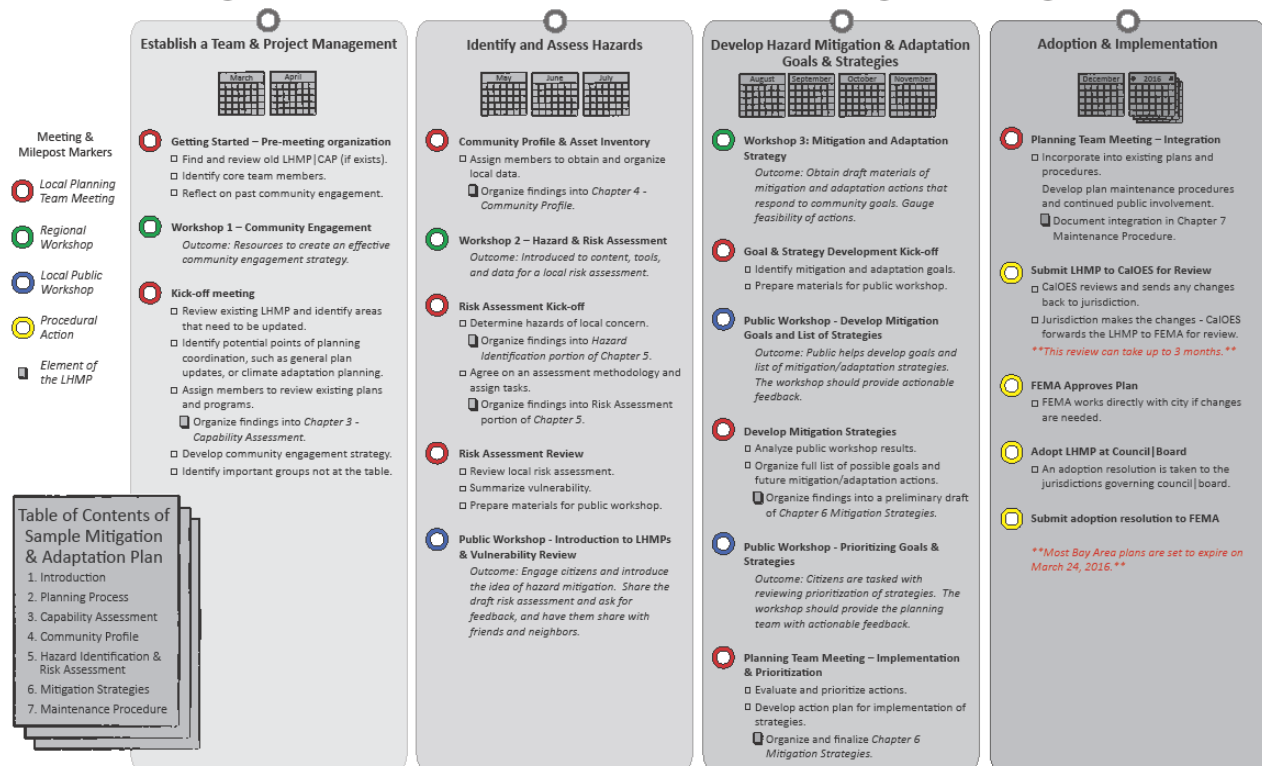 Meeting &
Milepost Markers
Local Planning
Team Meeting
Regional
Workshop
Local Public
Workshop
Procedural
Action
Element of
the LHMP
Table of Contents of
Sample Mitigation
& Adaptation Plan
1. Introduction
2. Planning Process
3. Capability Assessment
4. Community Profile
5. Hazard Identification &
Risk Assessment
6. Mitigation Strategies
7. Maintenance Procedure
Establish a Team & Project Management
March
April
Getting Started – Pre-meeting organization
Find and review old LHMP|CAP (if exists).
Identify core team members.
Reflect on past community engagement.
Workshop 1 – Community Engagement
Outcome: Resources to create an effective
community engagement strategy.
Kick-off meeting
Review existing LHMP and identify areas
that need to be updated.
Identify potential points of planning
coordination, such as general plan
updates, or climate adaptation planning.
Assign members to review existing plans
and programs.
Organize findings into Chapter 3 -
Capability Assessment.
Develop community engagement strategy.
Identify important groups not at the table.
Identify and Assess Hazards
May
June
July
Community Profile & Asset Inventory
Assign members to obtain and organize
local data.
Organize findings into Chapter 4 -
Community Profile.
Workshop 2 – Hazard & Risk Assessment
Outcome: Introduced to content, tools,
and data for a local risk assessment.
Risk Assessment Kick-off
Determine hazards of local concern.
Organize findings into Hazard
Identification portion of Chapter 5.
Agree on an assessment methodology and
assign tasks.
Organize findings into Risk Assessment
portion of Chapter 5.
Risk Assessment Review
Review local risk assessment.
Summarize vulnerability.
Prepare materials for public workshop.
Public Workshop - Introduction to LHMPs
& Vulnerability Review
Outcome: Engage citizens and introduce
the idea of hazard mitigation. Share the
draft risk assessment and ask for
feedback, and have them share with
friends and neighbors.
Develop Hazard Mitigation & Adaptation
Goals & Strategies
August
September
October
November
Workshop 3: Mitigation and Adaptation
Strategy
Outcome: Obtain draft materials of
mitigation and adaptation actions that
respond to community goals. Gauge
feasibility of actions.
Goal & Strategy Development Kick-off
Identify mitigation and adaptation goals.
Prepare materials for public workshop.
Public Workshop - Develop Mitigation
Goals and List of Strategies
Outcome: Public helps develop goals and
list of mitigation/adaptation strategies.
The workshop should provide actionable
feedback.
Develop Mitigation Strategies
Analyze public workshop results.
Organize full list of possible goals and
future mitigation/adaptation actions.
Organize findings into a preliminary draft
of Chapter 6 Mitigation Strategies.
Public Workshop - Prioritizing Goals &
Strategies
Outcome: Citizens are tasked with
reviewing prioritization of strategies. The
workshop should provide the planning
team with actionable feedback.
Planning Team Meeting – Implementation
& Prioritization
Evaluate and prioritize actions.
Develop action plan for implementation of
strategies.
Organize and finalize Chapter 6
Mitigation Strategies.
Adoption & Implementation
December
2016
Planning Team Meeting – Integration
Incorporate into existing plans and
procedures.
Develop plan maintenance procedures
and continued public involvement.
Document integration in Chapter 7
Maintenance Procedure.
Submit LHMP to CalOES for Review
CalOES reviews and sends any changes
back to jurisdiction.
Jurisdiction makes the changes - CalOES
forwards the LHMP to FEMA for review.
**This review can take up to 3 months.**
FEMA Approves Plan
FEMA works directly with city if changes
are needed.
Adopt LHMP at Council|Board
An adoption resolution is taken to the
jurisdictions governing council|board.
Submit adoption resolution to FEMA
**Most Bay Area plans are set to expire on
March 24, 2016.**